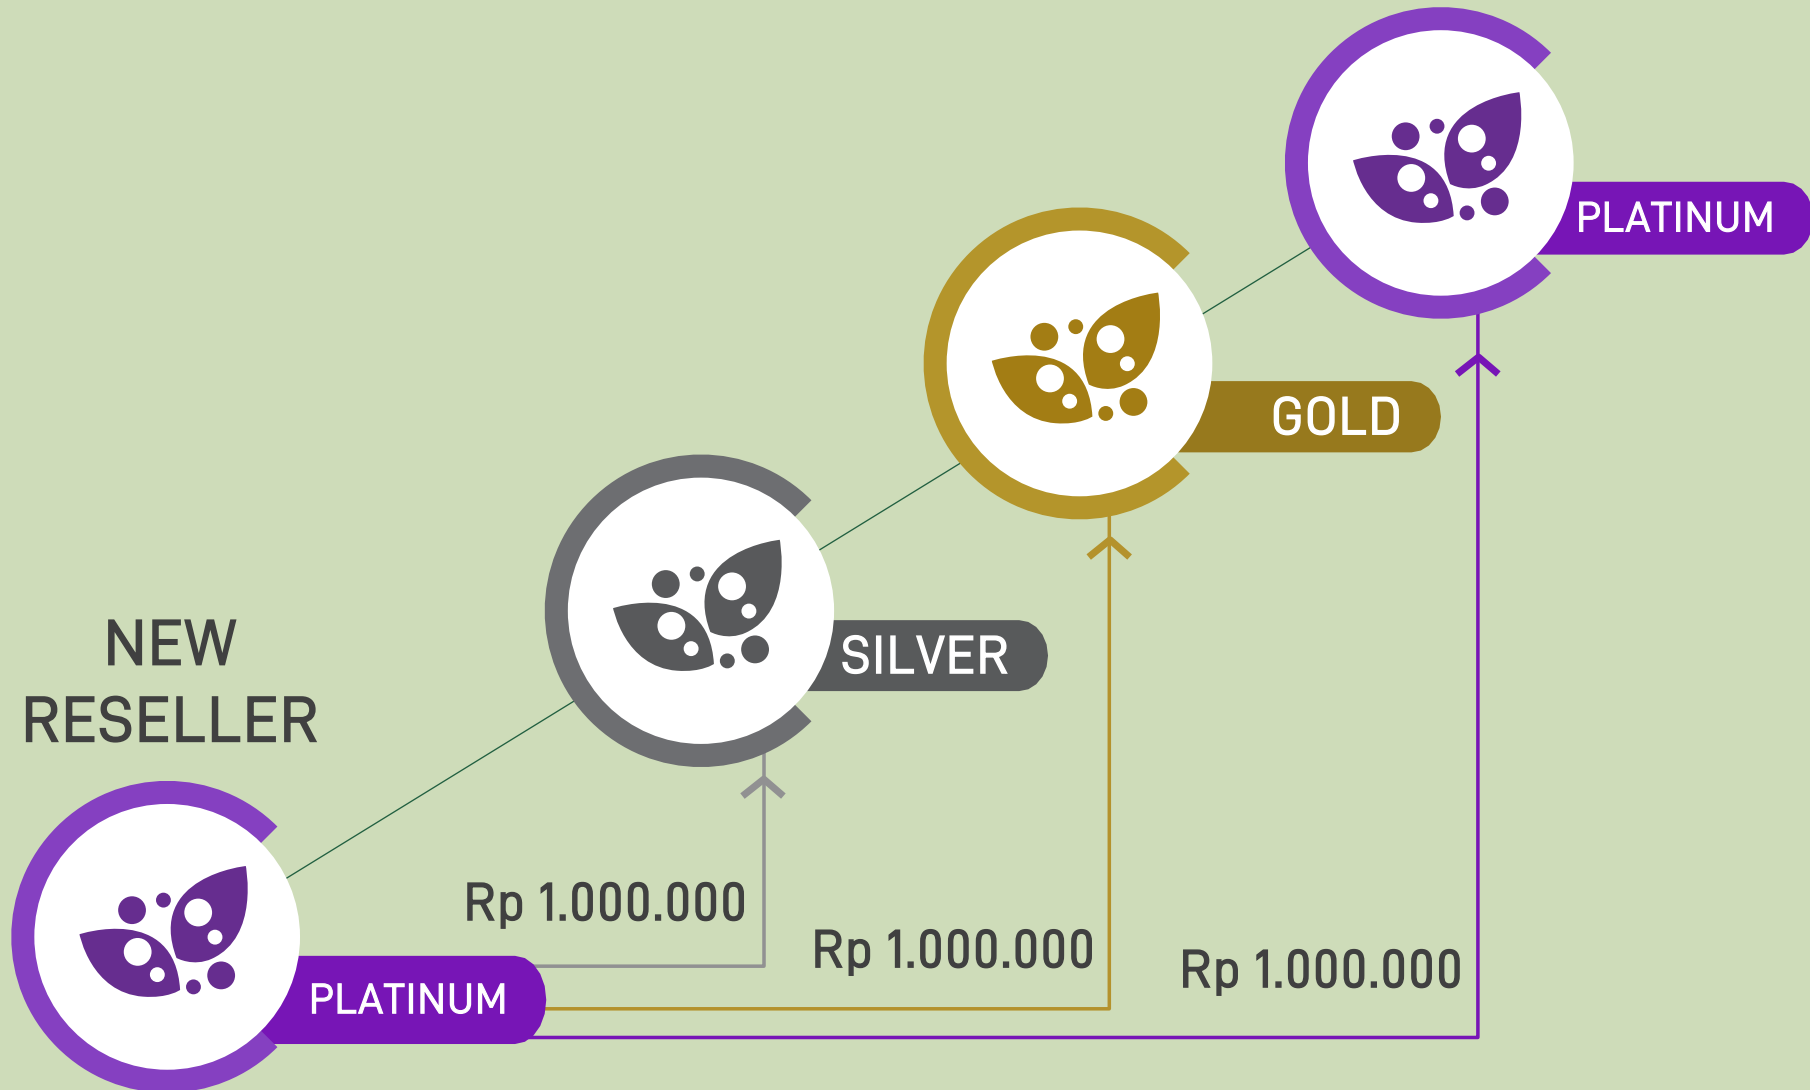 PLATINUM
GOLD
SILVER
NEW
RESELLER
Rp 1.000.000
Rp 1.000.000
Rp 1.000.000
PLATINUM